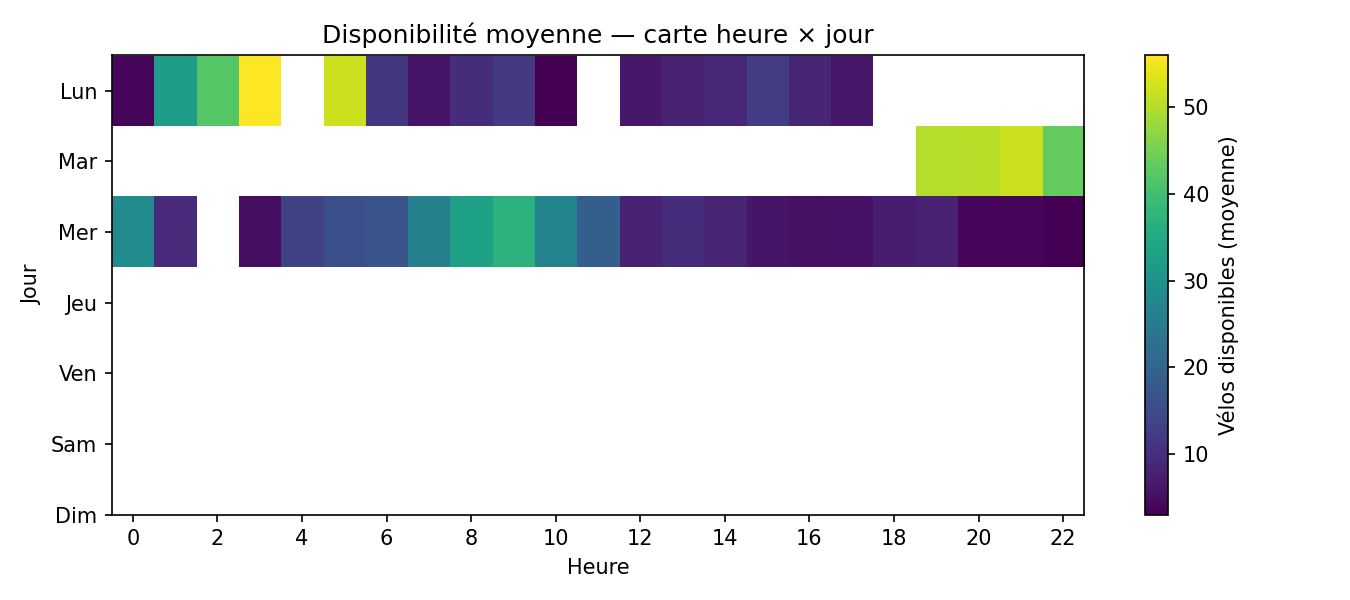 Disponibilité moyenne — carte heure × jour
Jour
Lun
Mar
Mer
Jeu
Ven
Sam
Dim
0 2 4 6 8 10 12 14 16 18 20 22
Heure
50
40
30
20
10
Vélos disponibles (moyenne)